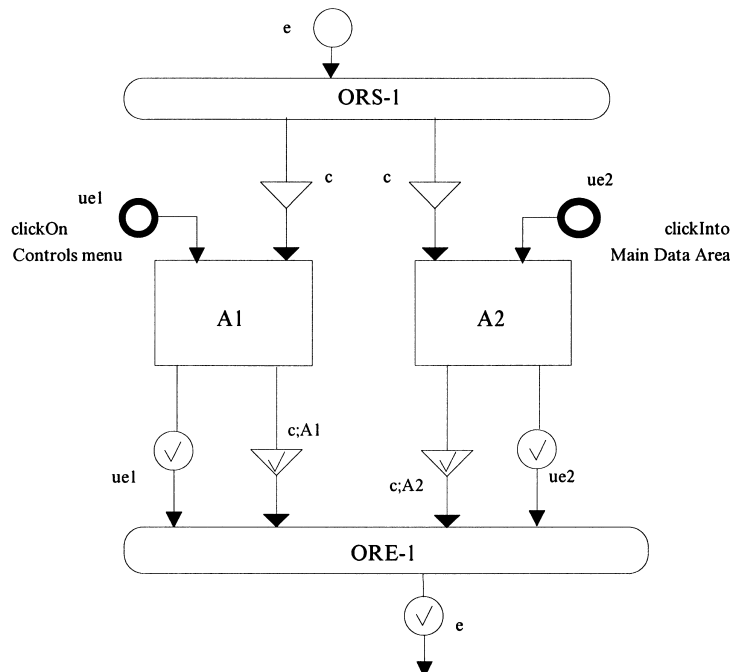 e
ORS-1
c
c
ue1
ue2
clickOn
Controls menu
clickInto
Main Data Area
A1
A2
c;A1
ue1
c;A2
ue2
ORE-1
e